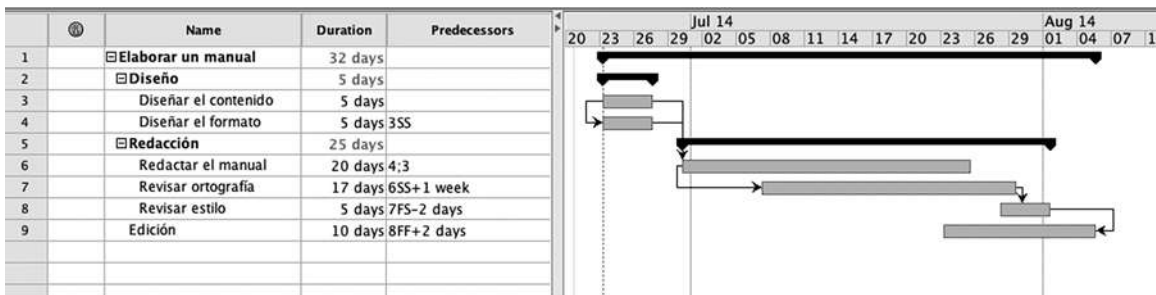 Jul 14 Aug 14
Name Duration Predecessors
20 23 26 29 02 05 08 11 14 17 20 23 26 29 01 04 07 1
1 ⊟Elaborar un manual 32 days
2 ⊟Diseño 5 days
3 Diseñar el contenido 5 days
4 Diseñar el formato 5 days 3SS
5 ⊟Redacción 25 days
6 Redactar el manual 20 days 4;3
7 Revisar ortografía 17 days 6SS+1 week
8 Revisar estilo 5 days 7FS-2 days
9 Edición 10 days 8FF+2 days